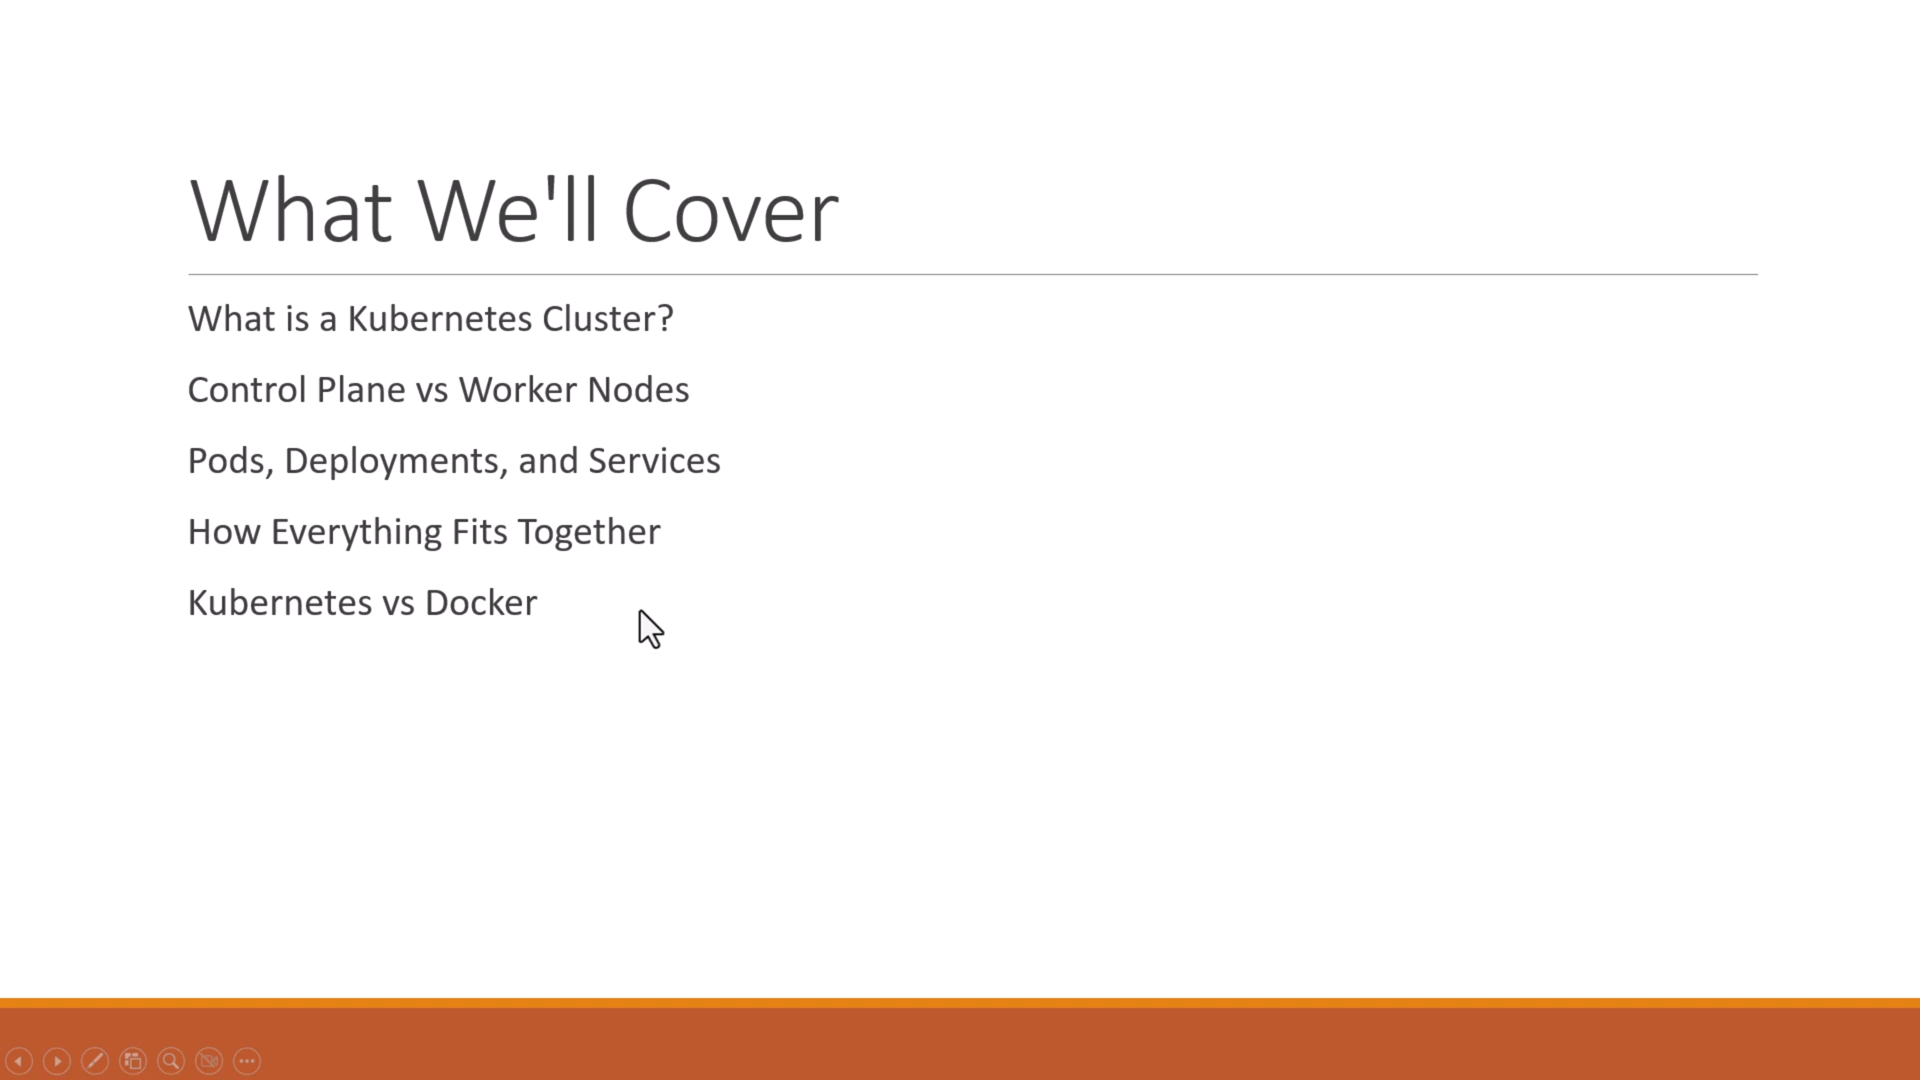 What We'll Cover
What is a Kubernetes Cluster?
Control Plane vs Worker Nodes
Pods, Deployments, and Services
How Everything Fits Together
Kubernetes vs Docker